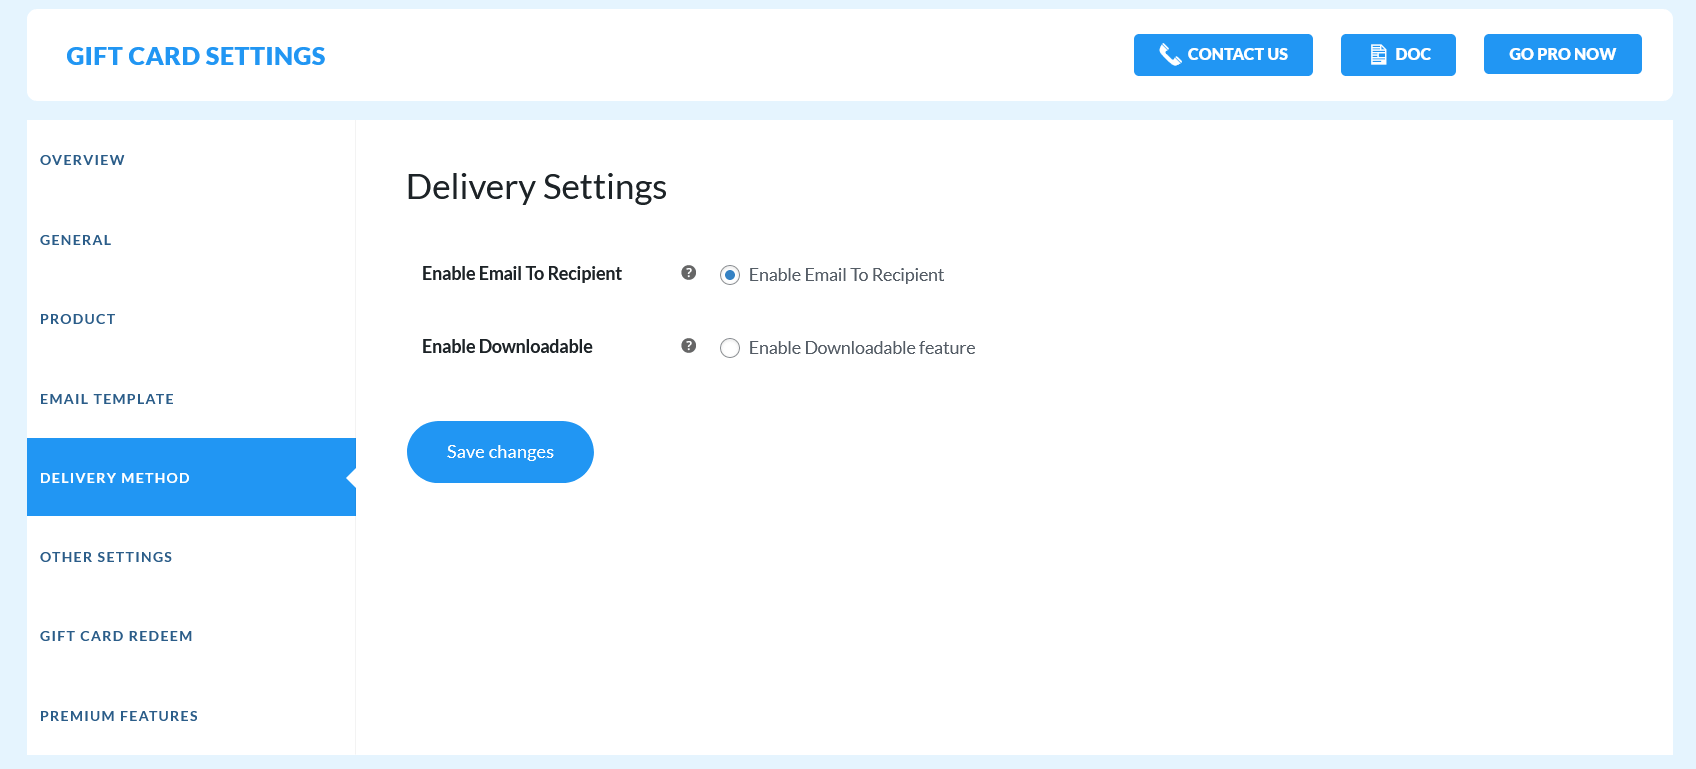 GIFT CARD SETTINGS
CONTACT US
DOC
GO PRO NOW
OVERVIEW
GENERAL
PRODUCT
EMAIL TEMPLATE
DELIVERY METHOD
OTHER SETTINGS
GIFT CARD REDEEM
PREMIUM FEATURES
Delivery Settings
Enable Email To Recipient ? Enable Email To Recipient
Enable Downloadable ? Enable Downloadable feature
Save changes